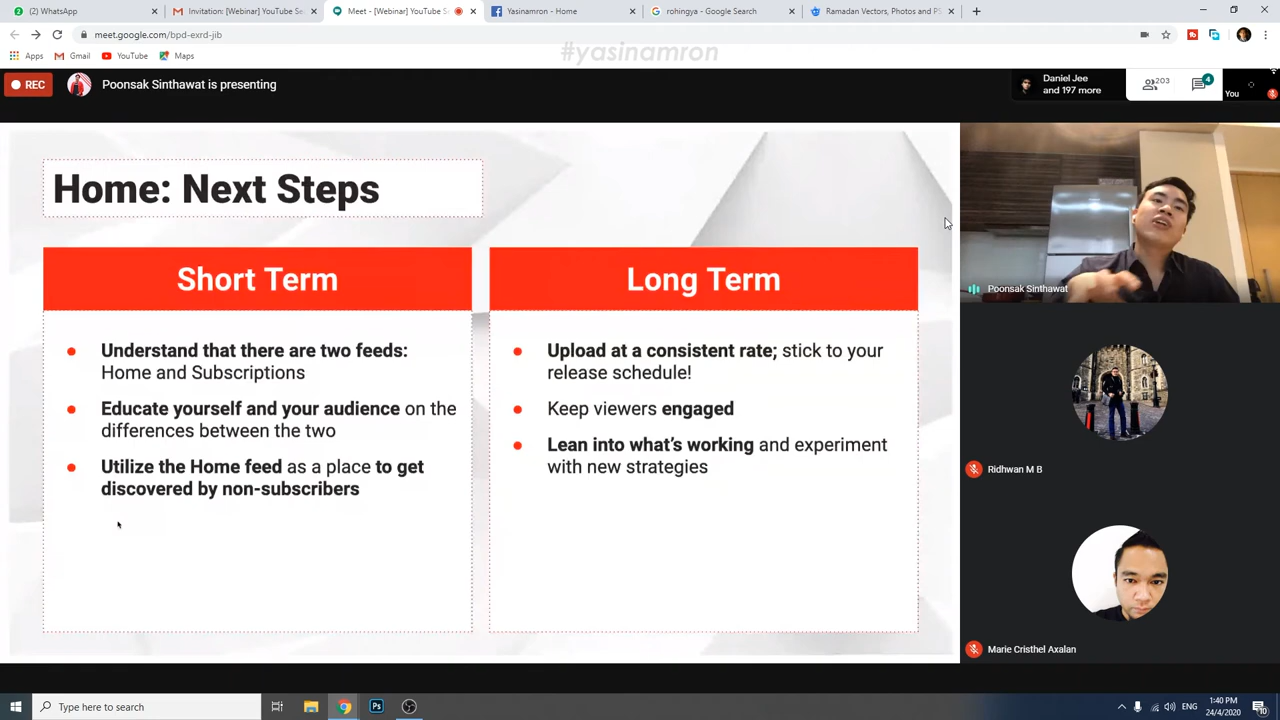 WhatsApp
Invitation: [Webinar] YouTube Se
Meet - [Webinar] YouTube S
Yasinamron - Home
rohingya - Google Search
Ramadan Vectors, Photos and PS
meet.google.com/bpd-exrd-jib
Apps
Gmail
YouTube
Maps
#yasinamron
REC
Poonsak Sinthawat is presenting
Daniel Jee
and 197 more
203
4
You
Home: Next Steps
Short Term
Understand that there are two feeds:
Home and Subscriptions
Educate yourself and your audience on the
differences between the two
Utilize the Home feed as a place to get
discovered by non-subscribers
Long Term
Upload at a consistent rate; stick to your
release schedule!
Keep viewers engaged
Lean into what's working and experiment
with new strategies
Poonsak Sinthawat
Ridhwan M B
Marie Cristhel Axalan
Type here to search
Ps
ENG
1:40 PM
24/4/2020
10